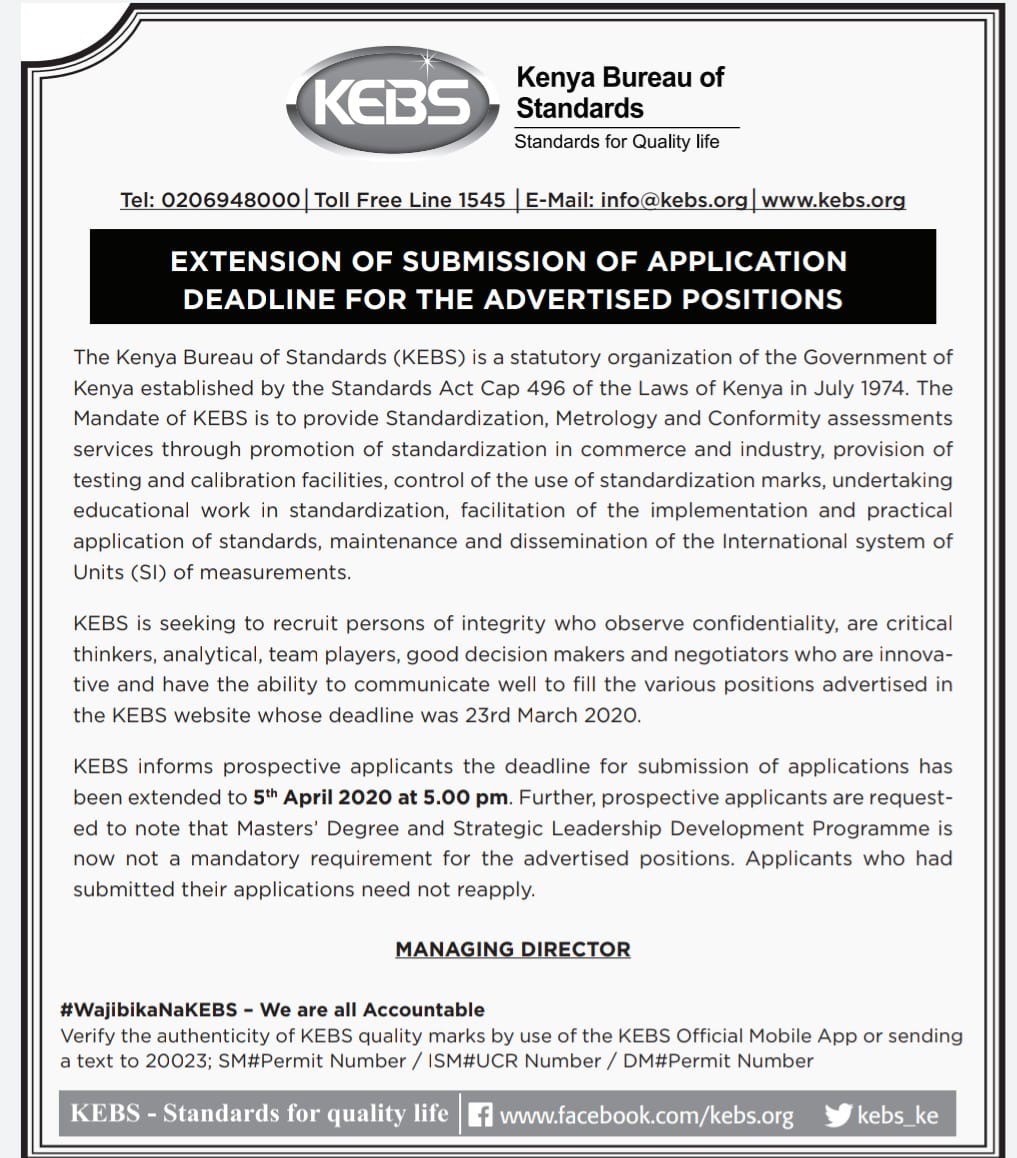 KEBS
Kenya Bureau of
Standards
Standards for Quality life
Tel: 0206948000| Toll Free Line 1545 | E-Mail: info@kebs.org| www.kebs.org
EXTENSION OF SUBMISSION OF APPLICATION
DEADLINE FOR THE ADVERTISED POSITIONS
The Kenya Bureau of Standards (KEBS) is a statutory organization of the Government of
Kenya established by the Standards Act Cap 496 of the Laws of Kenya in July 1974. The
Mandate of KEBS is to provide Standardization, Metrology and Conformity assessments
services through promotion of standardization in commerce and industry, provision of
testing and calibration facilities, control of the use of standardization marks, undertaking
educational work in standardization, facilitation of the implementation and practical
application of standards, maintenance and dissemination of the International system of
Units (SI) of measurements.
KEBS is seeking to recruit persons of integrity who observe confidentiality, are critical
thinkers, analytical, team players, good decision makers and negotiators who are innova-
tive and have the ability to communicate well to fill the various positions advertised in
the KEBS website whose deadline was 23rd March 2020.
KEBS informs prospective applicants the deadline for submission of applications has
been extended to 5th April 2020 at 5.00 pm. Further, prospective applicants are request-
ed to note that Masters' Degree and Strategic Leadership Development Programme is
now not a mandatory requirement for the advertised positions. Applicants who had
submitted their applications need not reapply.
MANAGING DIRECTOR
#WajibikaNaKEBS – We are all Accountable
Verify the authenticity of KEBS quality marks by use of the KEBS Official Mobile App or sending
a text to 20023; SM#Permit Number / ISM#UCR Number / DM#Permit Number
KEBS - Standards for quality life | www.facebook.com/kebs.org kebs_ke